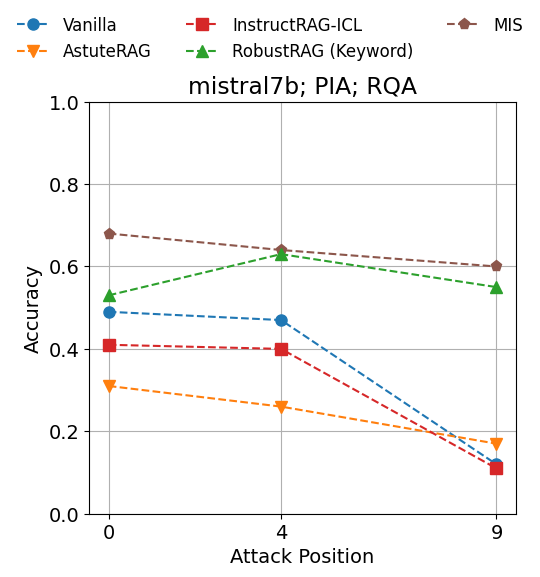 Vanilla InstructRAG-ICL MIS
AstuteRAG RobustRAG (Keyword)
mistral7b; PIA; RQA
1.0
0.8
0.6
0.4
0.2
0.0
Accuracy
0 4 9
Attack Position